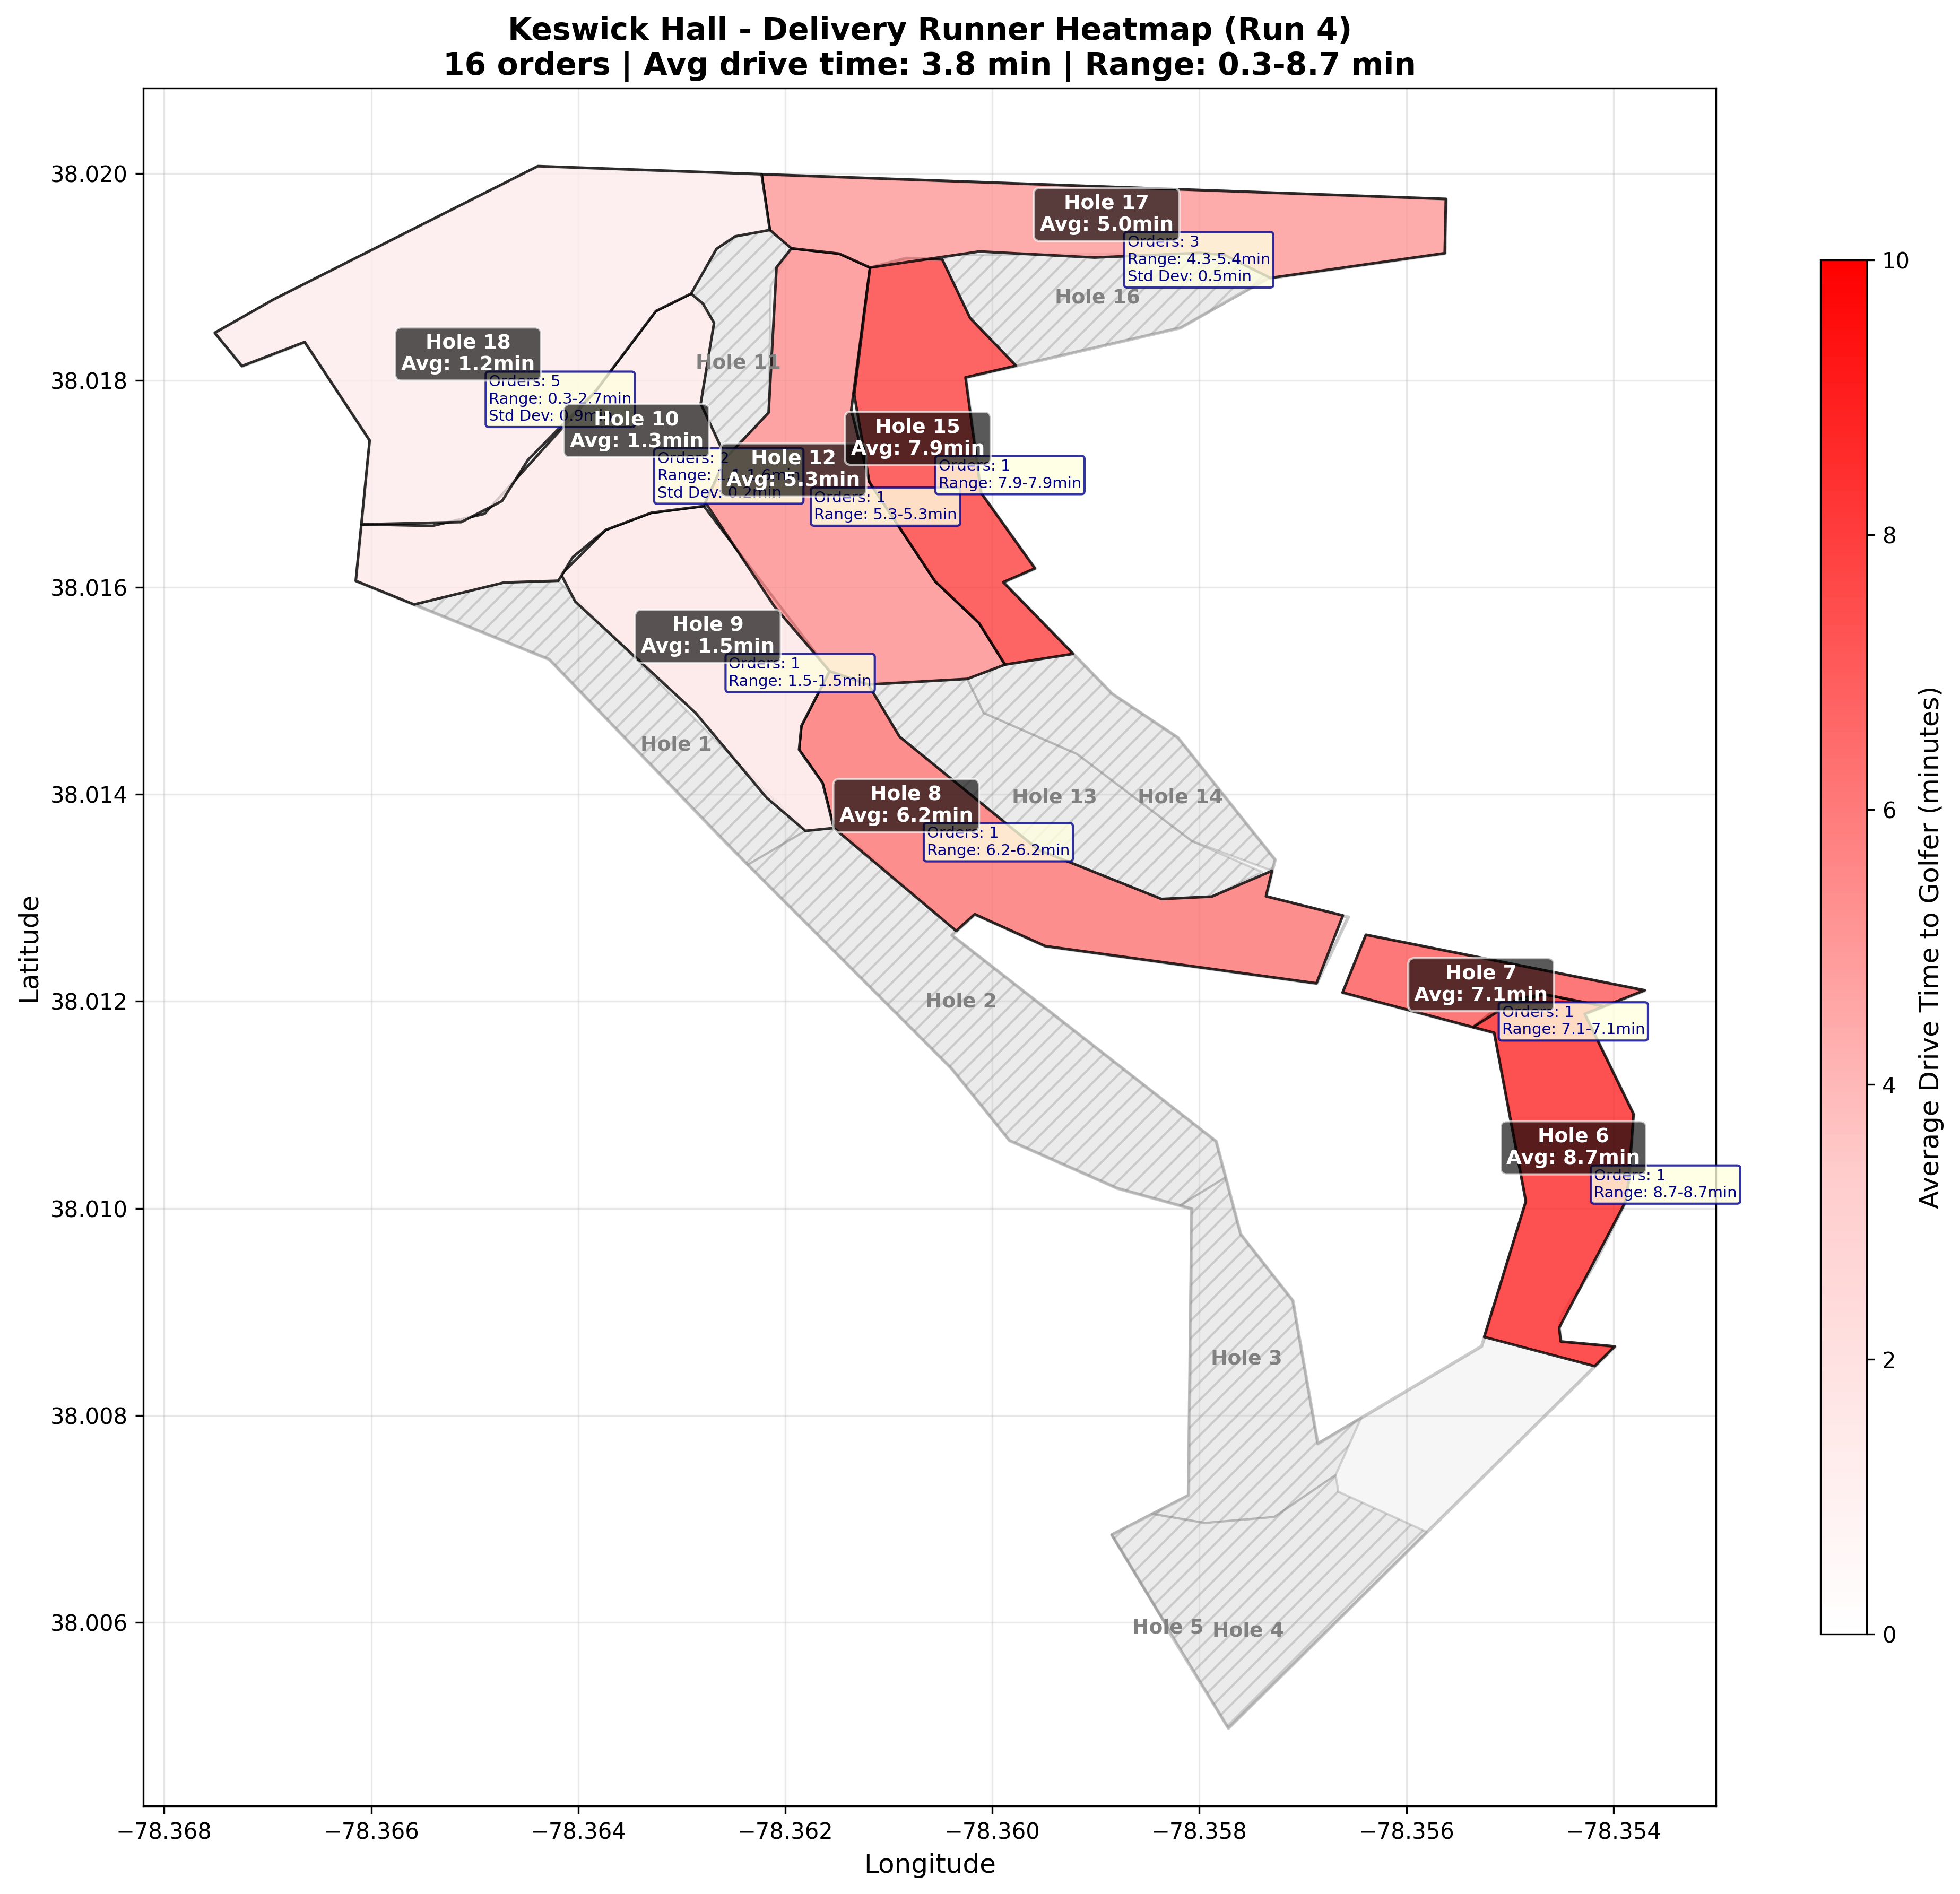 Keswick Hall - Delivery Runner Heatmap (Run 4)
16 orders | Avg drive time: 3.8 min | Range: 0.3-8.7 min
Latitude
38.020
38.018
38.016
38.014
38.012
38.010
38.008
38.006
Hole 17
Avg: 5.0min
Orders: 3
Range: 4.3-5.4min
Std Dev: 0.5min
Hole 16
Hole 18
Avg: 1.2min
Orders: 5
Range: 0.3-2.7min
Std Dev: 0.9min
Hole 11
Hole 10
Avg: 1.3min
Orders: 2
Range: 1.1-1.6min
Std Dev: 0.2min
Hole 15
Avg: 7.9min
Orders: 1
Range: 7.9-7.9min
Hole 12
Avg: 5.3min
Orders: 1
Range: 5.3-5.3min
Hole 9
Avg: 1.5min
Orders: 1
Range: 1.5-1.5min
Hole 1
Hole 8
Avg: 6.2min
Orders: 1
Range: 6.2-6.2min
Hole 13
Hole 14
Hole 2
Hole 7
Avg: 7.1min
Orders: 1
Range: 7.1-7.1min
Hole 6
Avg: 8.7min
Orders: 1
Range: 8.7-8.7min
Hole 3
Hole 5
Hole 4
−78.368
−78.366
−78.364
−78.362
−78.360
−78.358
−78.356
−78.354
Longitude
10
8
6
4
2
0
Average Drive Time to Golfer (minutes)